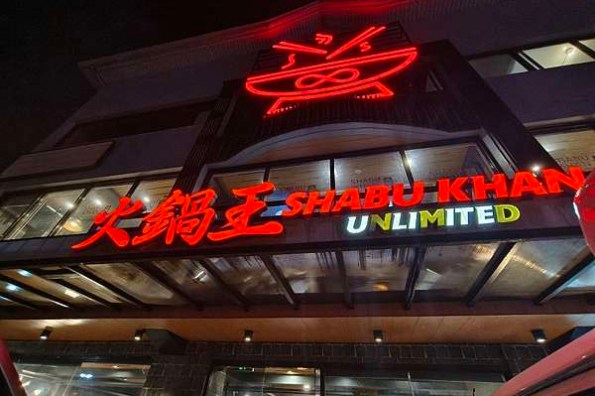 火鍋王 SHABU KHAN
UNLIMITED